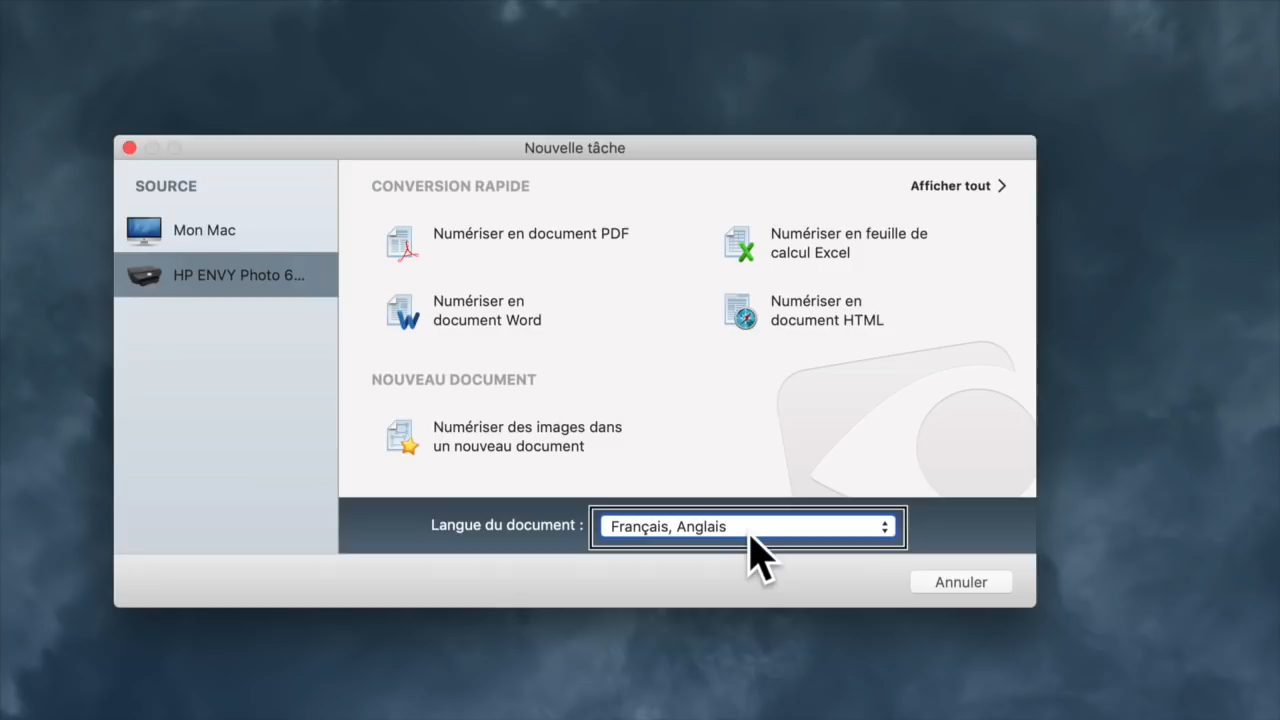 Nouvelle tâche
SOURCE
Mon Mac
HP ENVY Photo 6...
CONVERSION RAPIDE
Afficher tout
Numériser en document PDF
Numériser en feuille de
calcul Excel
Numériser en
document Word
Numériser en
document HTML
NOUVEAU DOCUMENT
Numériser des images dans
un nouveau document
Langue du document :
Français, Anglais
Annuler